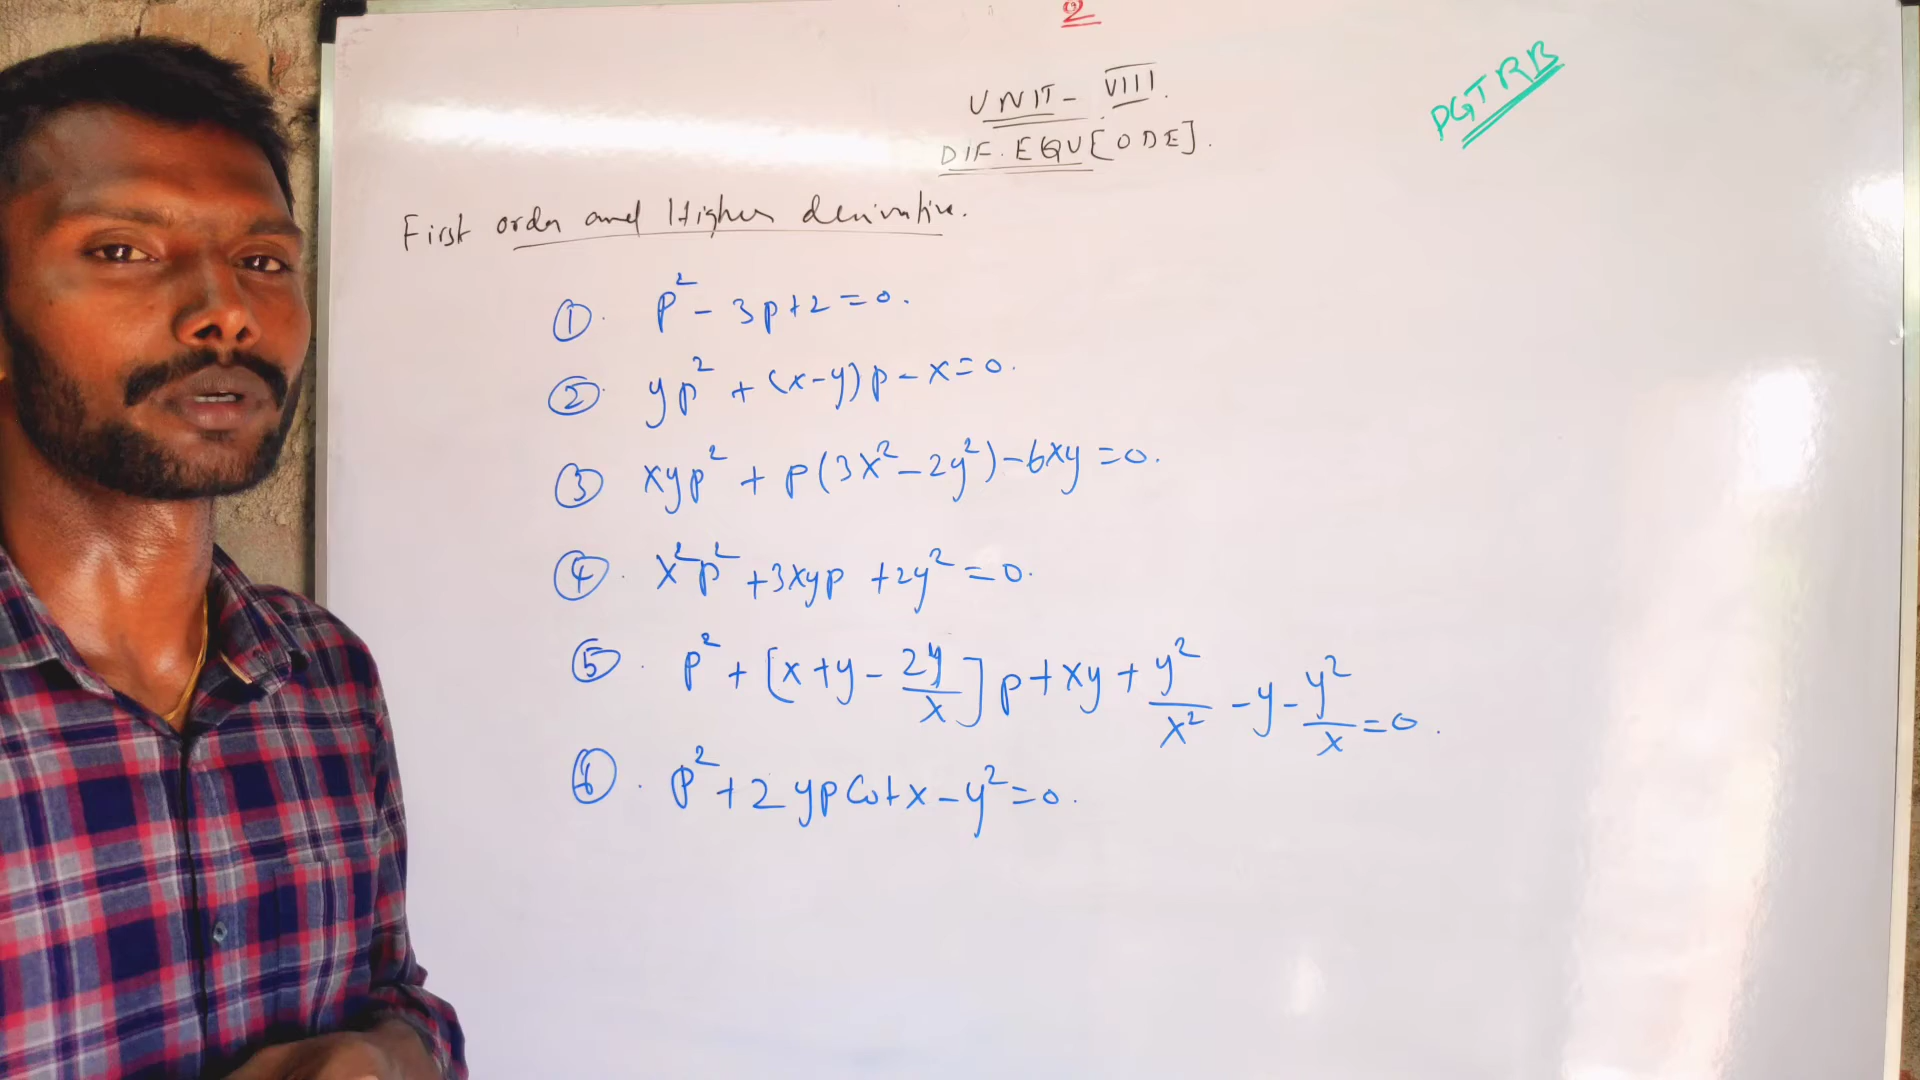 2
UNIT - VIII.
DIF. EQU [ODE].
PGTRB
First order and Higher derivative.
① p² - 3p + 2 = 0.
② yp² + (x-y)p - x = 0.
③ xyp² + p(3x² - 2y²) - 6xy = 0.
④ x²p² + 3xyp + 2y² = 0.
⑤ p² + [x + y - 2y/x] p + xy + y²/x² - y - y²/x = 0.
⑥ p² + 2yp Cot x - y² = 0.